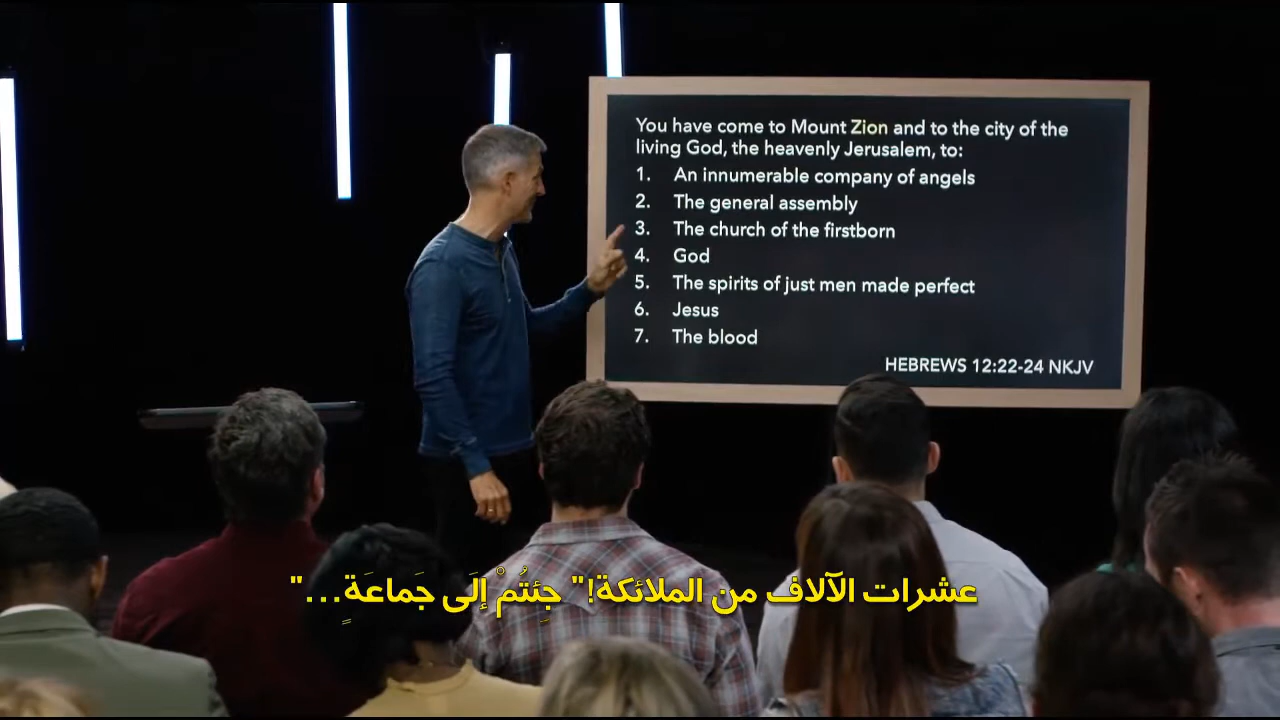 You have come to Mount Zion and to the city of the
living God, the heavenly Jerusalem, to:
1. An innumerable company of angels
2. The general assembly
3. The church of the firstborn
4. God
5. The spirits of just men made perfect
6. Jesus
7. The blood
HEBREWS 12:22-24 NKJV
عشرات الآلاف من الملائكة!" جِئتُمْ إلَى جَماعَةٍ..."